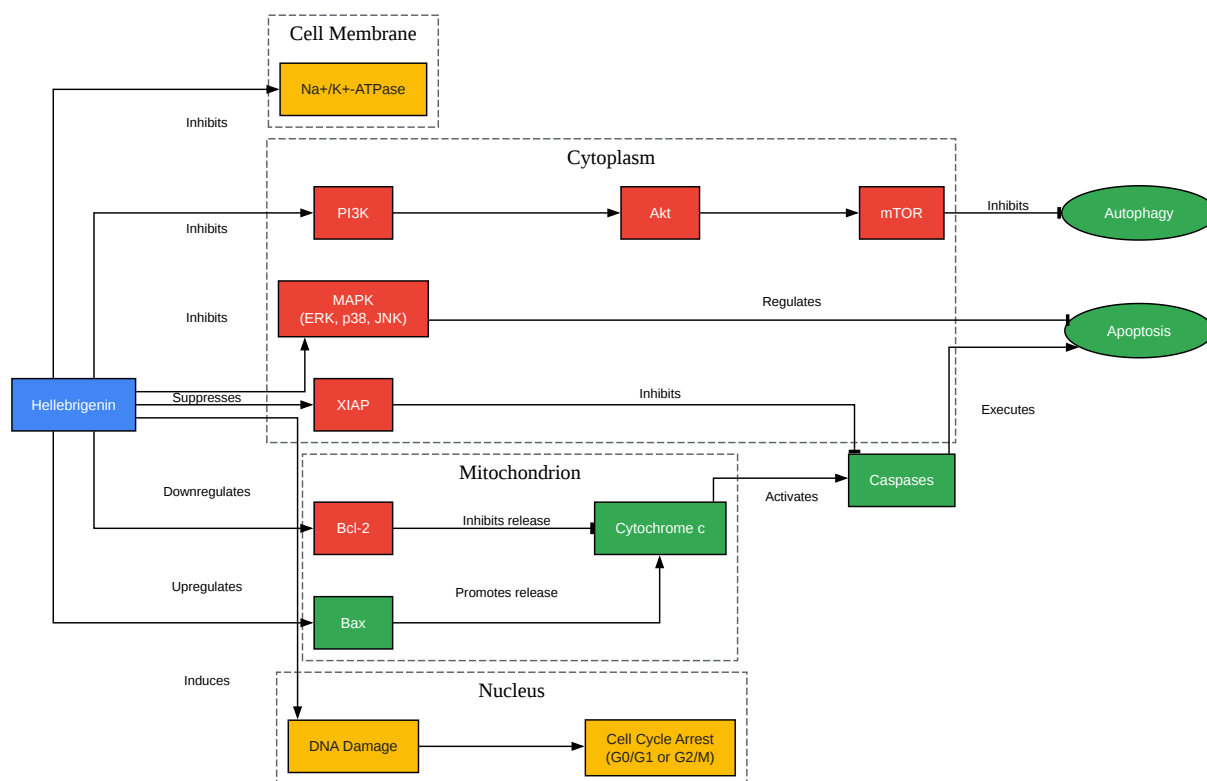 Cell Membrane
Na+/K+-ATPase
Inhibits
Cytoplasm
PI3K
Akt
mTOR
Inhibits
Autophagy
Inhibits
MAPK
(ERK, p38, JNK)
Regulates
Inhibits
Apoptosis
Hellebrigenin
Suppresses
XIAP
Inhibits
Executes
Mitochondrion
Caspases
Downregulates
Activates
Bcl-2
Inhibits release
Cytochrome c
Upregulates
Promotes release
Bax
Induces
Nucleus
DNA Damage
Cell Cycle Arrest
(G0/G1 or G2/M)